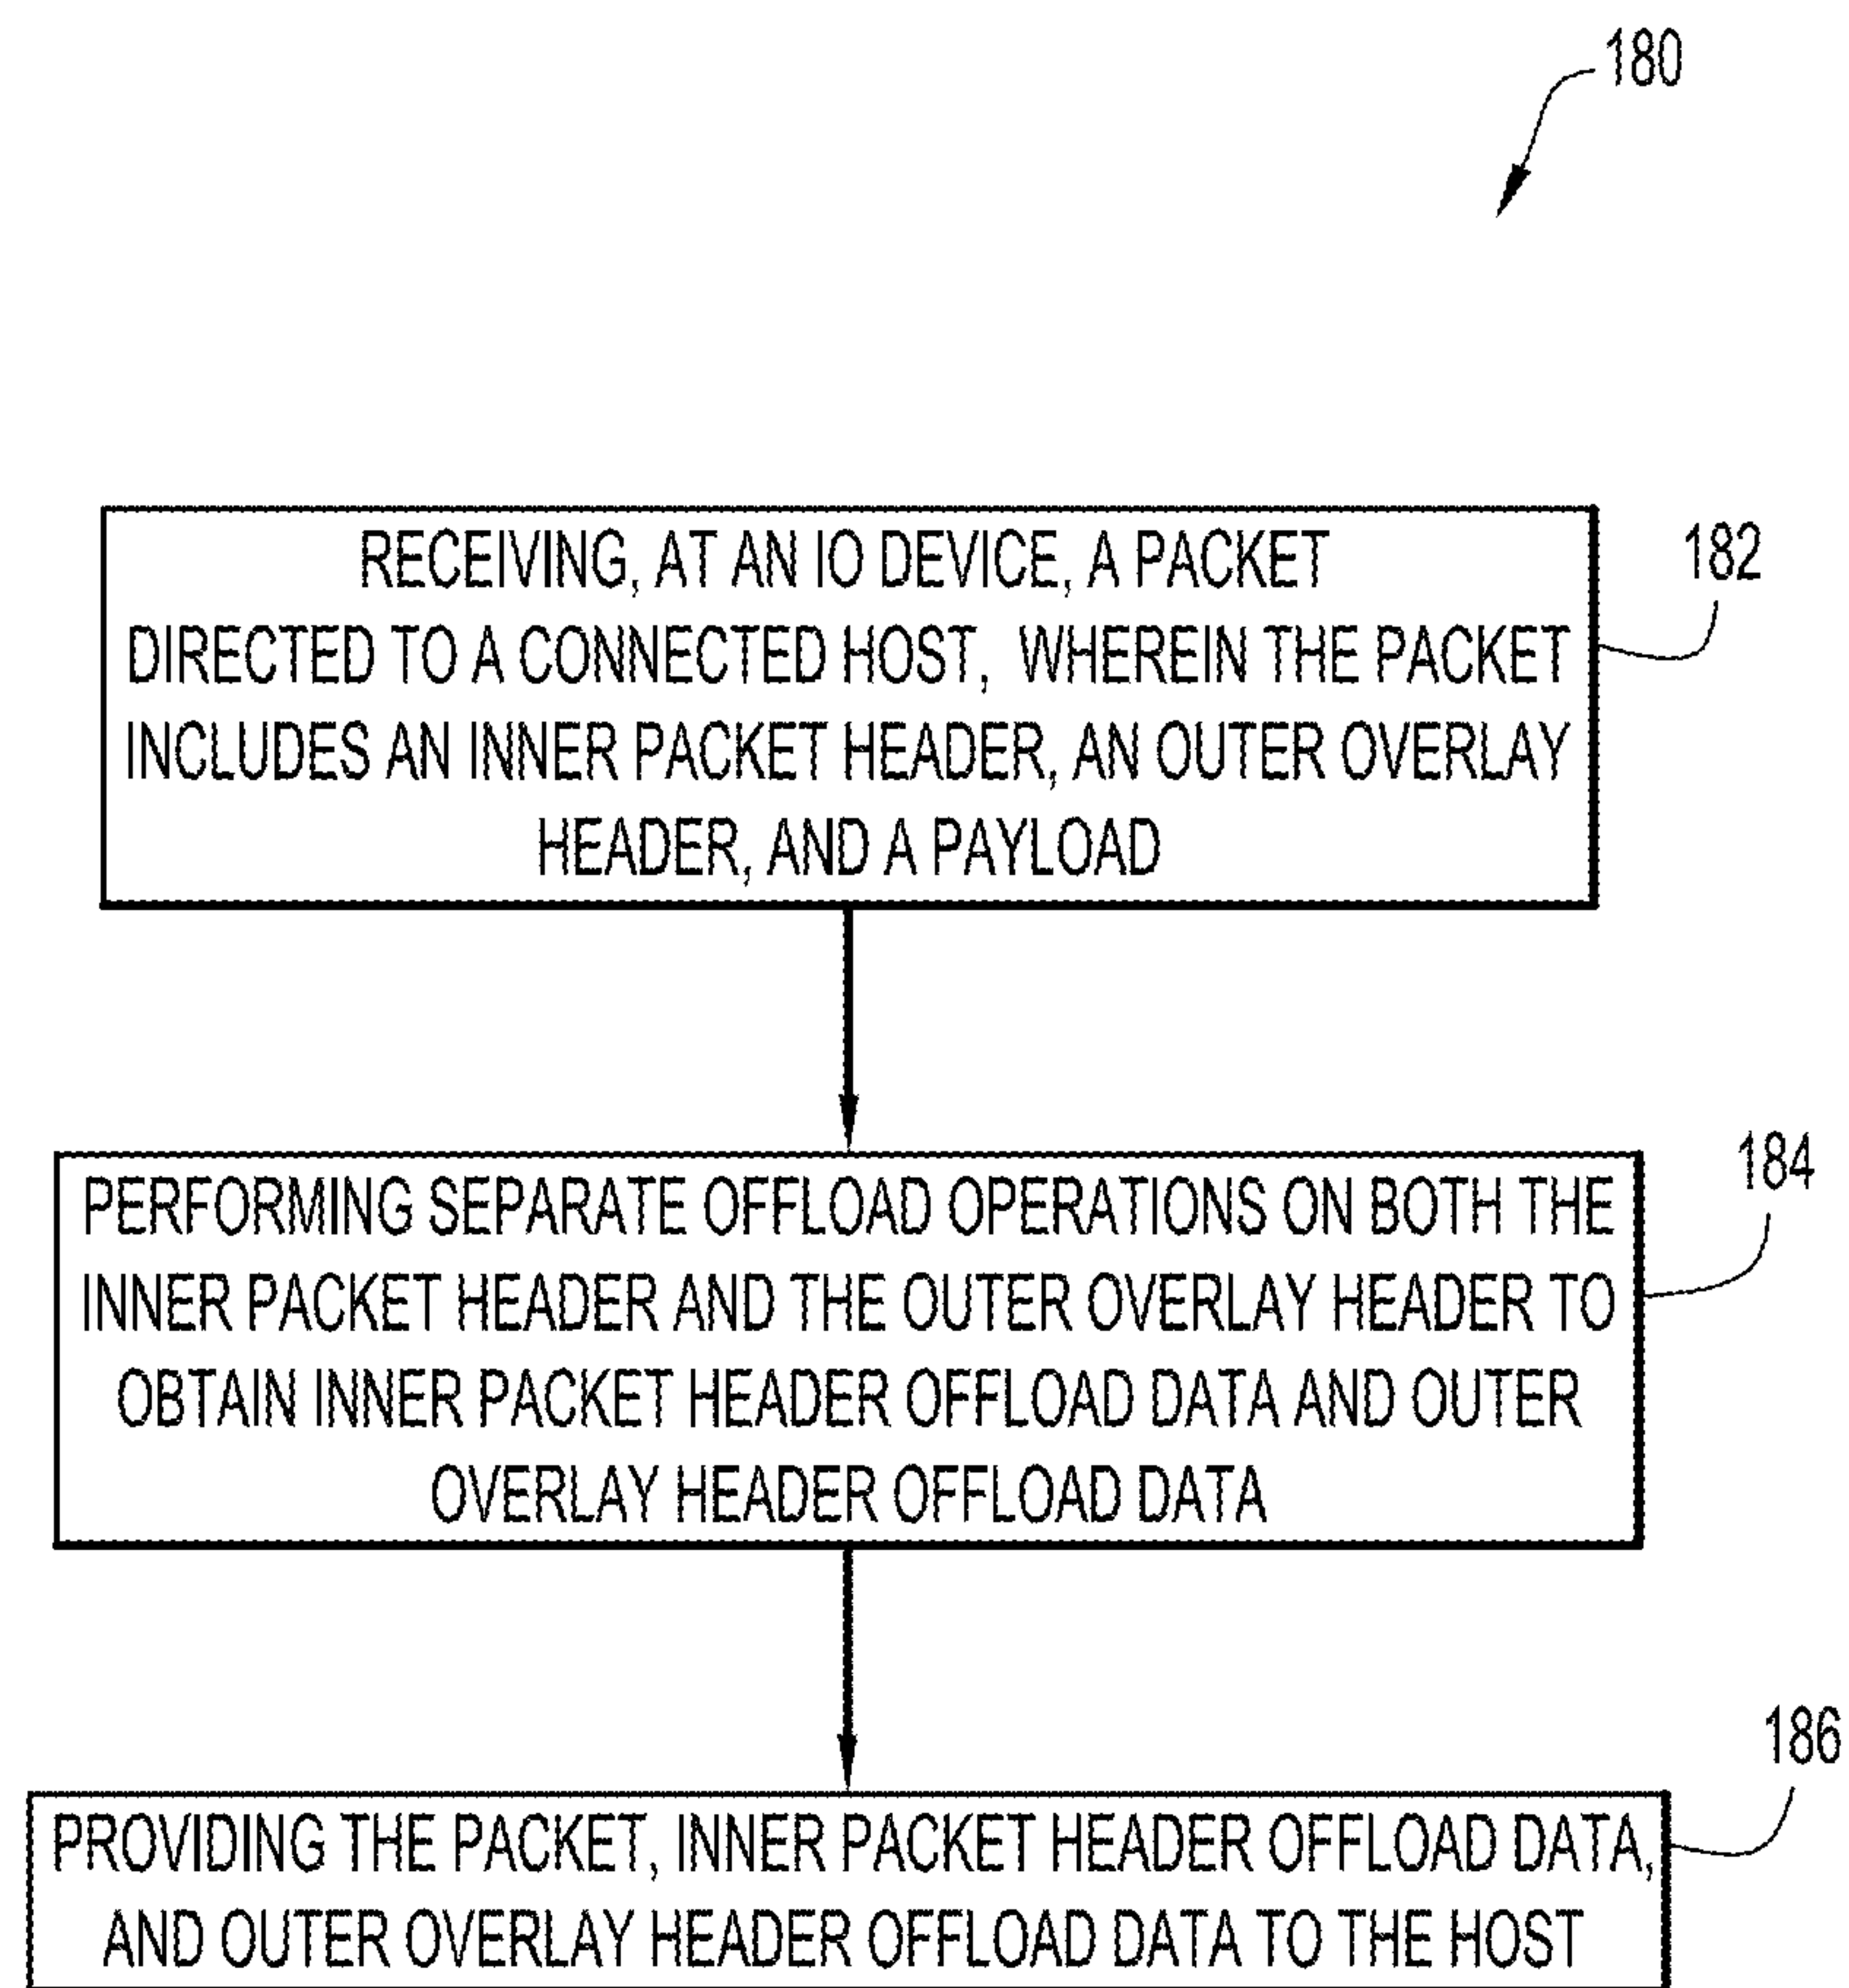 180
RECEIVING, AT AN IO DEVICE, A PACKET
DIRECTED TO A CONNECTED HOST, WHEREIN THE PACKET
INCLUDES AN INNER PACKET HEADER, AN OUTER OVERLAY
HEADER, AND A PAYLOAD
182
PERFORMING SEPARATE OFFLOAD OPERATIONS ON BOTH THE
INNER PACKET HEADER AND THE OUTER OVERLAY HEADER TO
OBTAIN INNER PACKET HEADER OFFLOAD DATA AND OUTER
OVERLAY HEADER OFFLOAD DATA
184
PROVIDING THE PACKET, INNER PACKET HEADER OFFLOAD DATA,
AND OUTER OVERLAY HEADER OFFLOAD DATA TO THE HOST
186